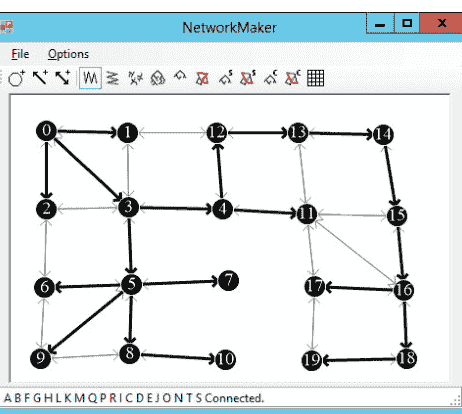 NetworkMaker
File Options
0 1 12 13 14
2 3 4 11 15
6 5 7 17 16
9 8 10 19 18
A B F G H L K M Q P R I C D E J O N T S Connected.